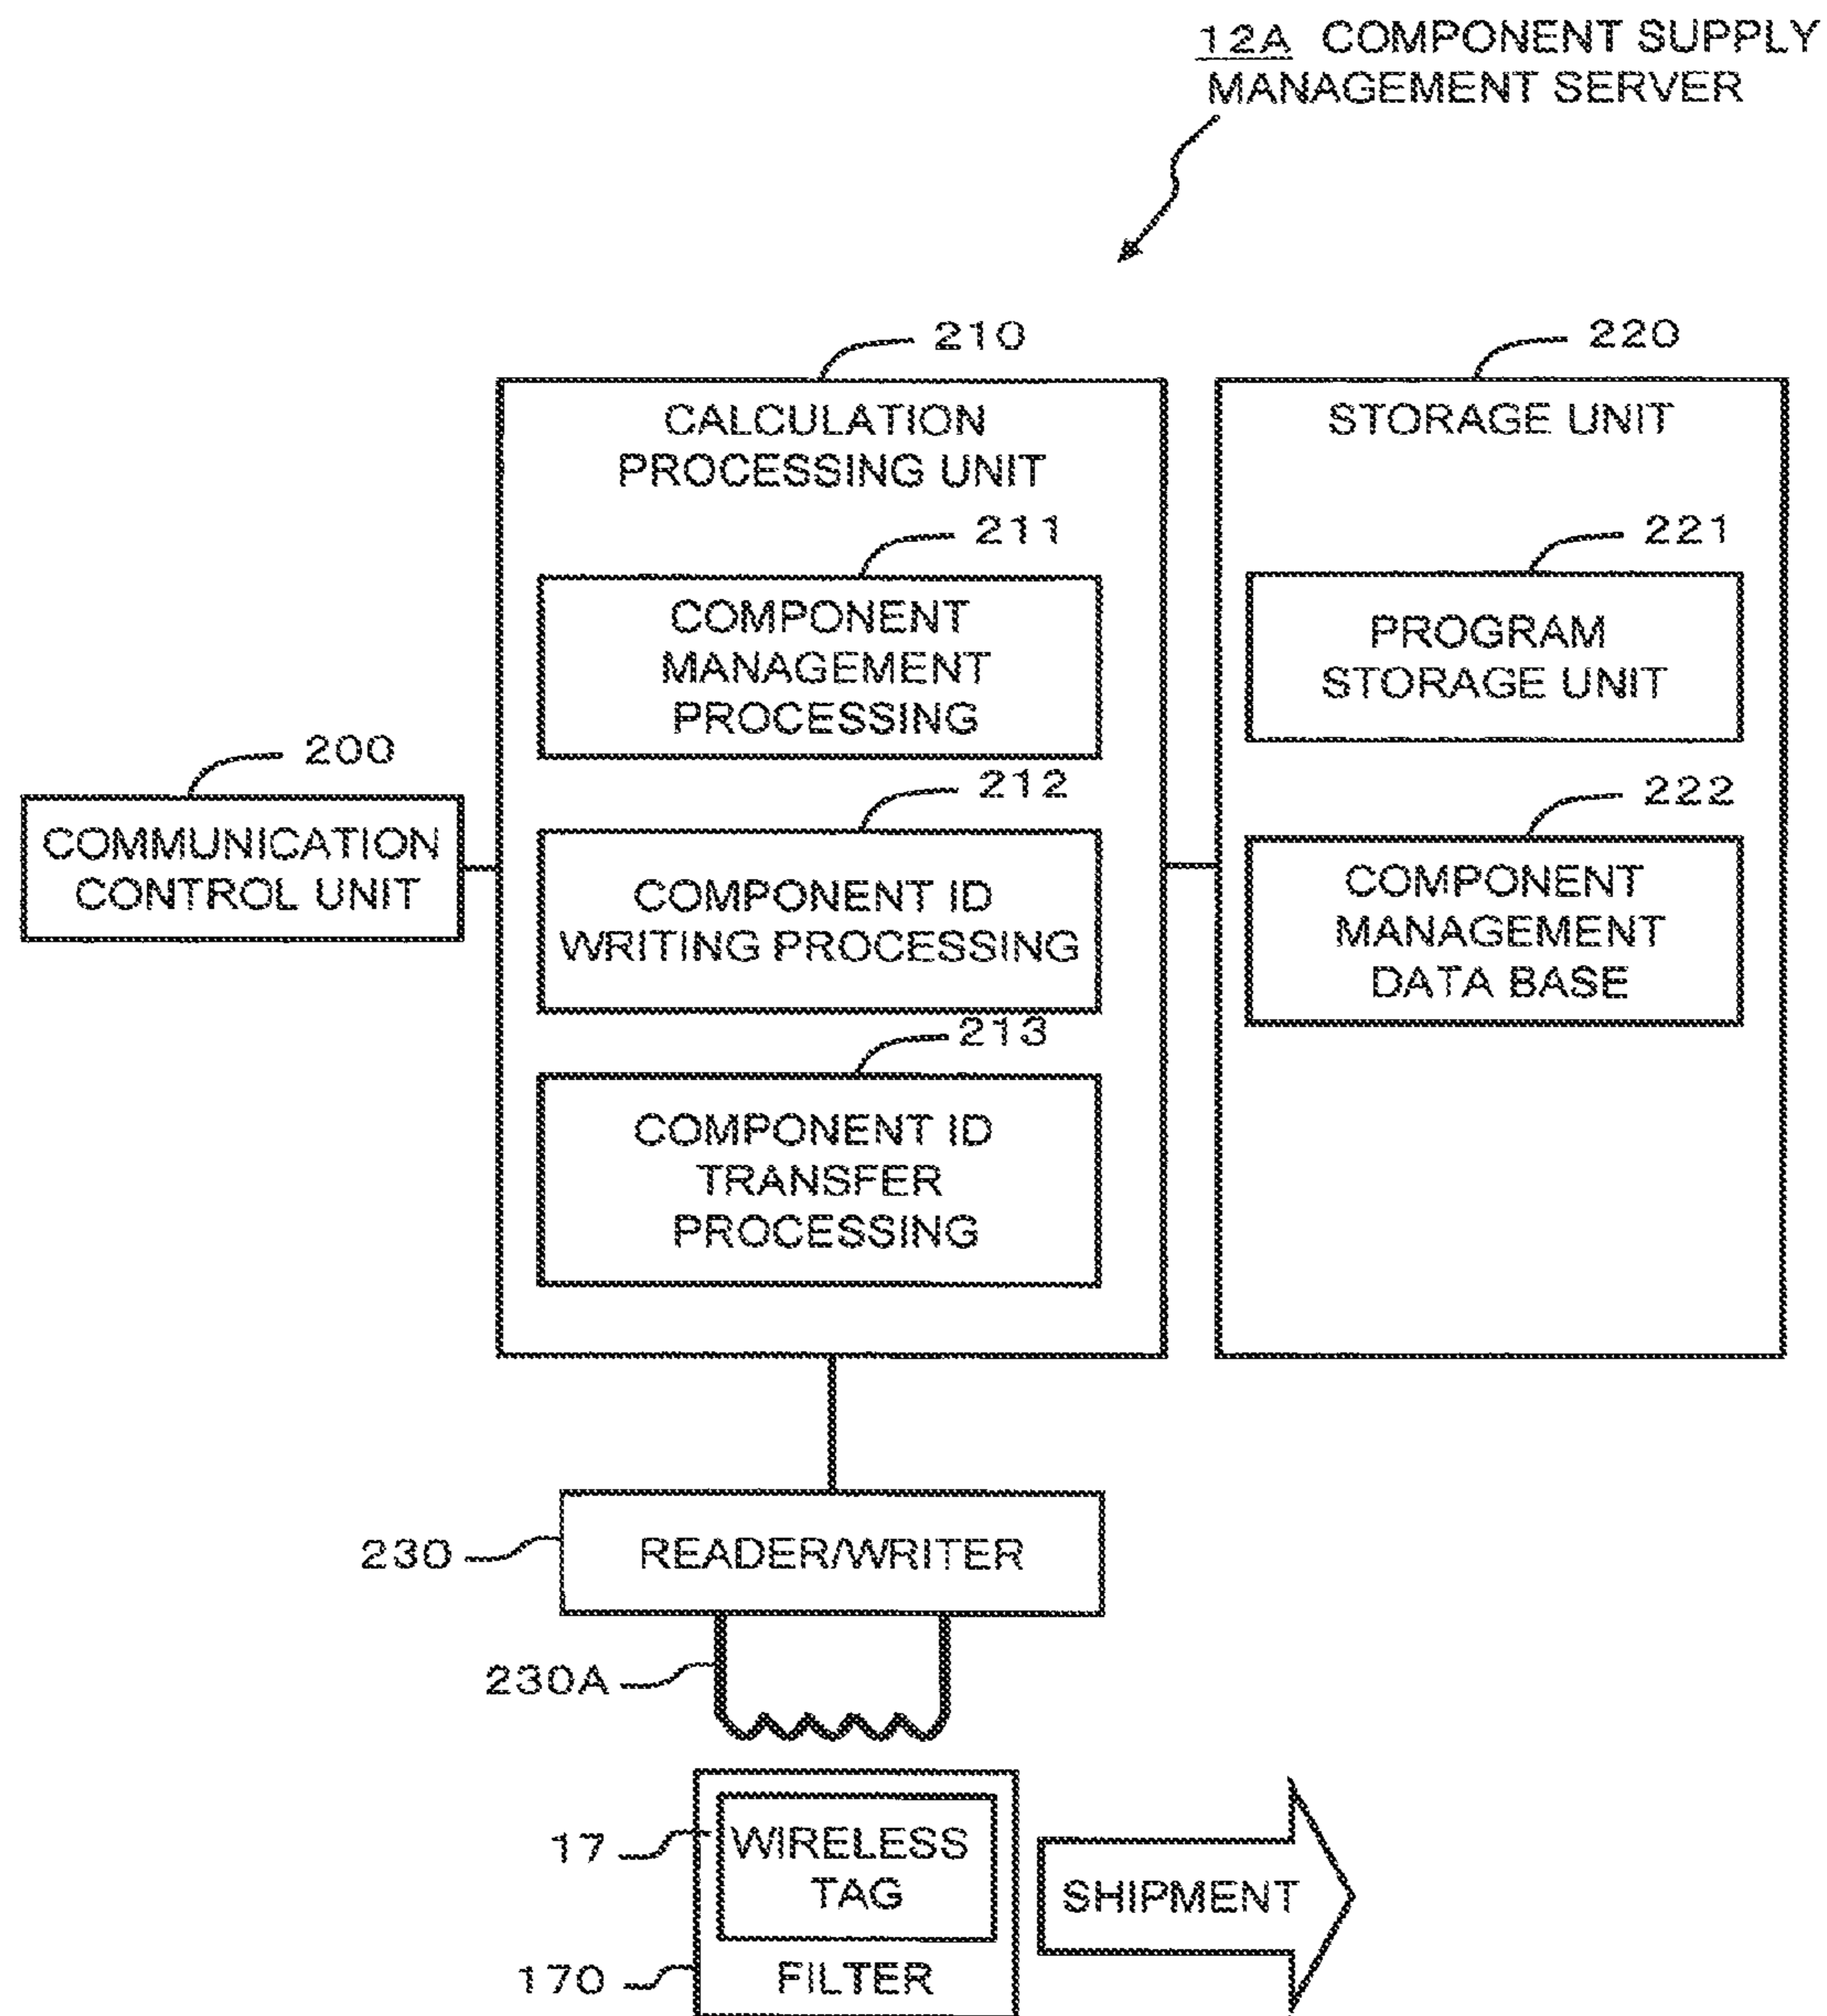 12A COMPONENT SUPPLY
MANAGEMENT SERVER
210
220
CALCULATION
PROCESSING UNIT
STORAGE UNIT
211
221
COMPONENT
MANAGEMENT
PROCESSING
PROGRAM
STORAGE UNIT
200
212
222
COMMUNICATION
CONTROL UNIT
COMPONENT ID
WRITING PROCESSING
COMPONENT
MANAGEMENT
DATA BASE
213
COMPONENT ID
TRANSFER
PROCESSING
230
READER/WRITER
230A
17
WIRELESS
TAG
SHIPMENT
170
FILTER